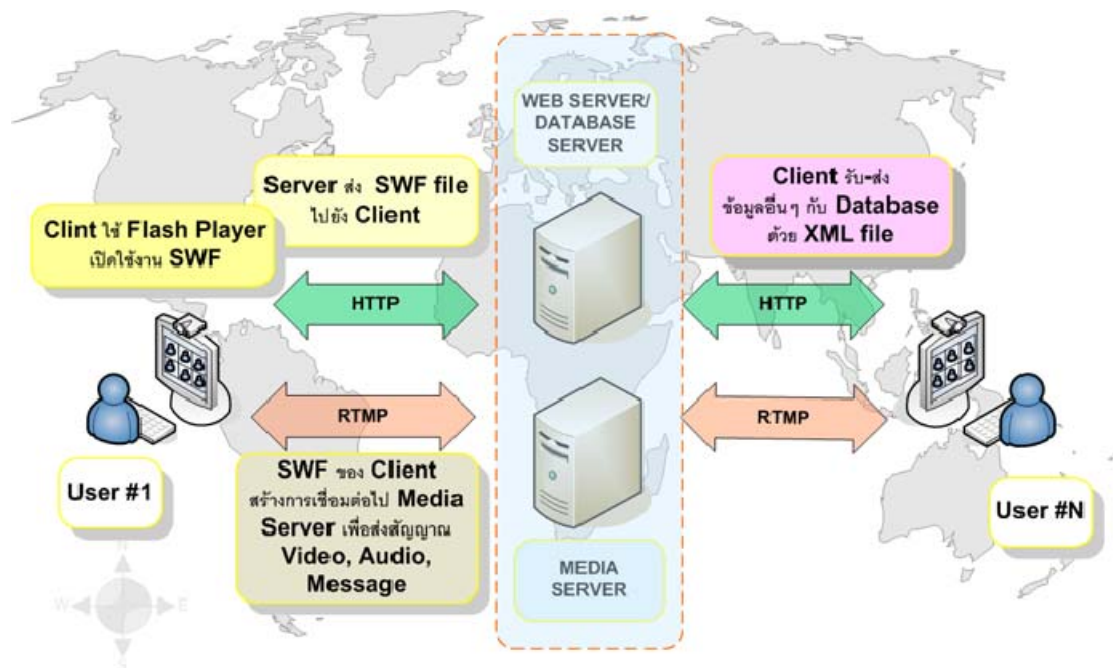 WEB SERVER/
DATABASE
SERVER
Server ส่ง SWF file
ไปยัง Client
Clint ใช้ Flash Player
เปิดใช้งาน SWF
Client รับ-ส่ง
ข้อมูลอื่นๆ กับ Database
ด้วย XML file
HTTP
HTTP
RTMP
RTMP
User #1
SWF ของ Client
สร้างการเชื่อมต่อไป Media
Server เพื่อส่งสัญญาณ
Video, Audio,
Message
MEDIA
SERVER
User #N
N
W
E
S